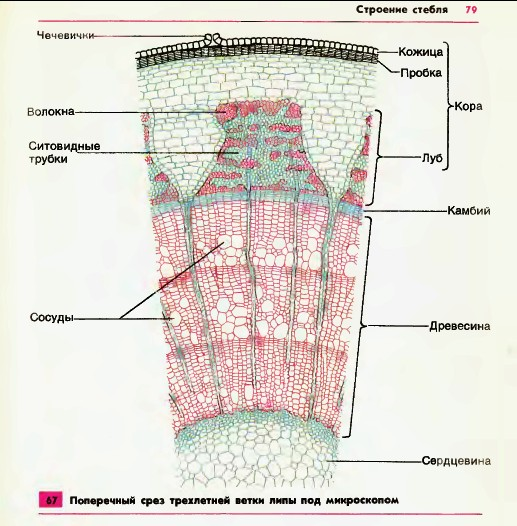 Строение стебля 79
Чечевички
Кожица
Пробка
Кора
Волокна
Ситовидные
трубки
Луб
Камбий
Сосуды
Древесина
Сердцевина
67 Поперечный срез трехлетней ветки липы под микроскопом